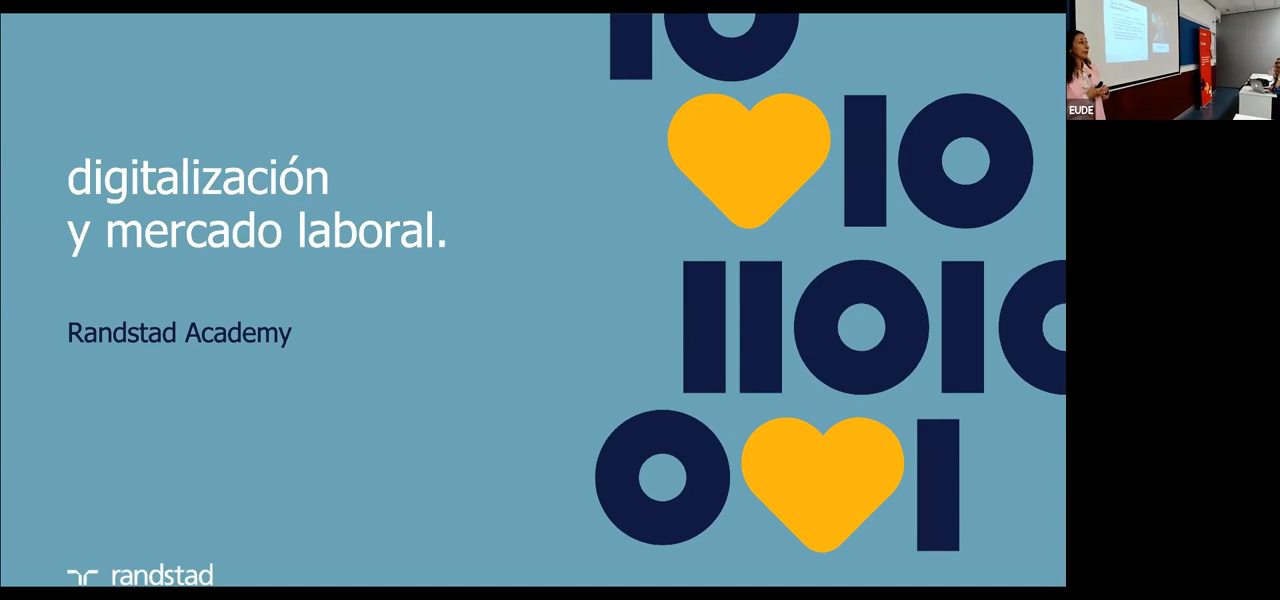 digitalización
y mercado laboral.
Randstad Academy
randstad
EUDE